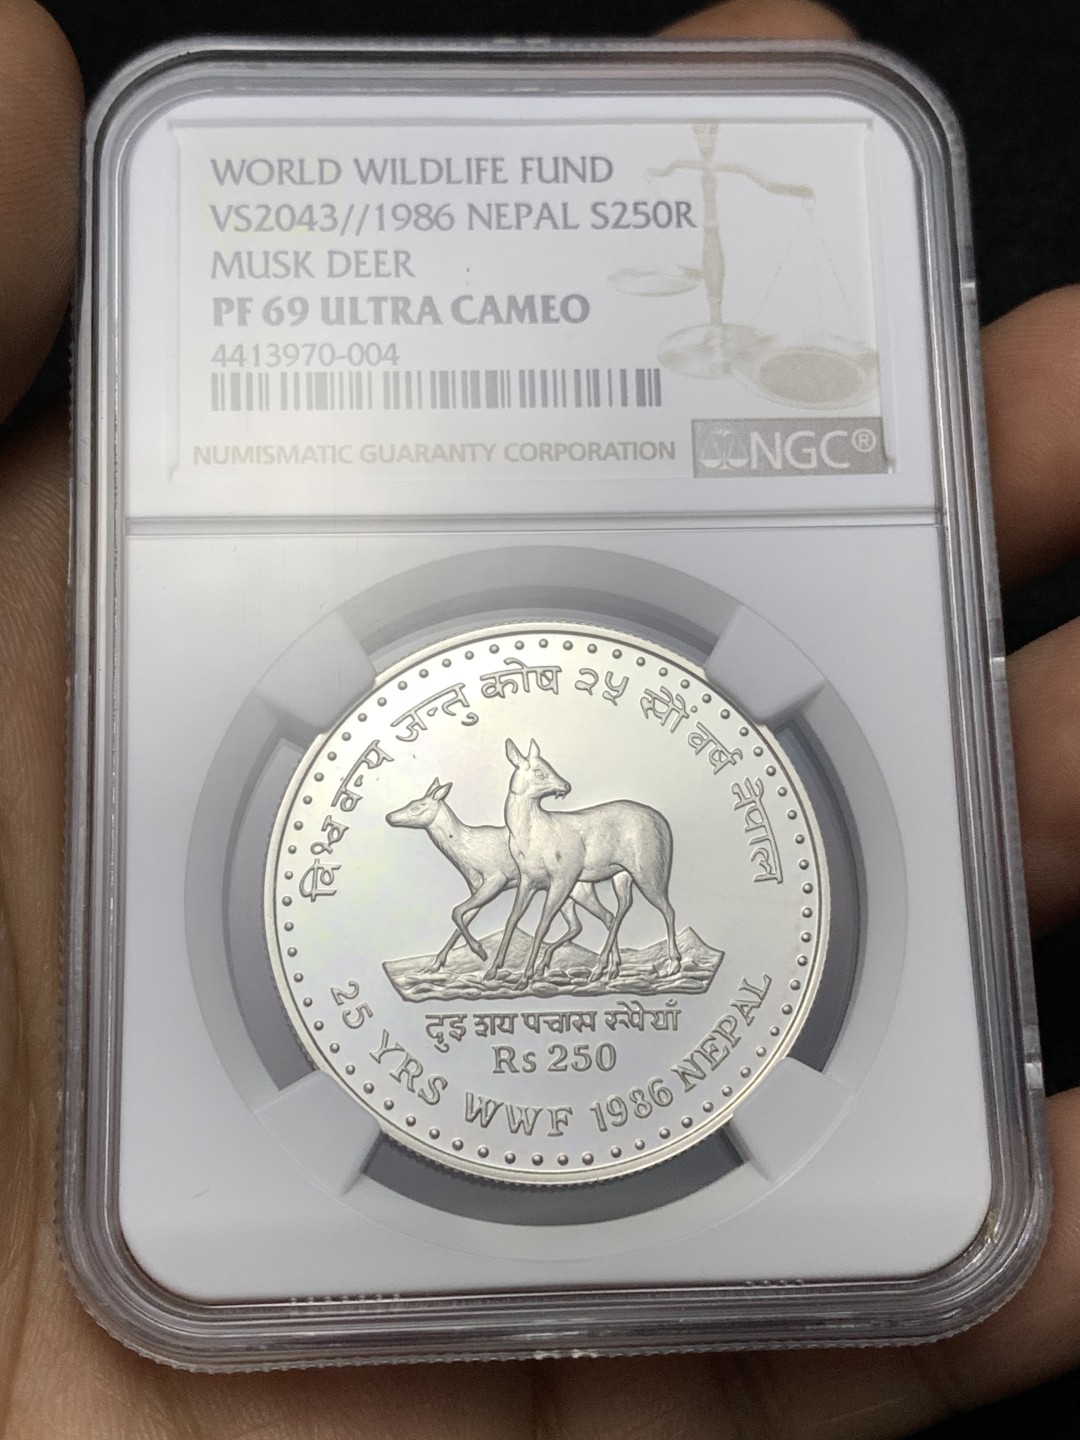 WORLD WILDLIFE FUND
VS2043//1986 NEPAL S250R
MUSK DEER
PF 69 ULTRA CAMEO
4413970-004
NUMISMATIC GUARANTY CORPORATION
NGC®
विश्व वन्य जन्तु कोष २५ औं वर्ष नेपाल
दुइ शय पचास रूपैयाँ
Rs 250
25 YRS WWF 1986 NEPAL